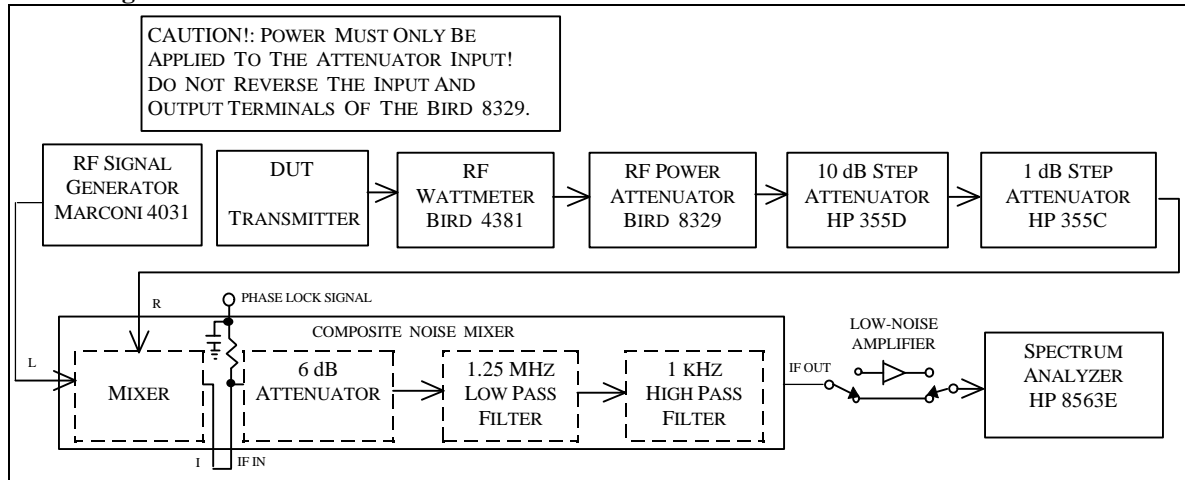 CAUTION!: POWER MUST ONLY BE
APPLIED TO THE ATTENUATOR INPUT!
DO NOT REVERSE THE INPUT AND
OUTPUT TERMINALS OF THE BIRD 8329.
RF SIGNAL
GENERATOR
MARCONI 4031
DUT
TRANSMITTER
RF
WATTMETER
BIRD 4381
RF POWER
ATTENUATOR
BIRD 8329
10 dB STEP
ATTENUATOR
HP 355D
1 dB STEP
ATTENUATOR
HP 355C
R
PHASE LOCK SIGNAL
COMPOSITE NOISE MIXER
L
MIXER
6 dB
ATTENUATOR
1.25 MHZ
LOW PASS
FILTER
1 KHZ
HIGH PASS
FILTER
IF OUT
LOW-NOISE
AMPLIFIER
SPECTRUM
ANALYZER
HP 8563E
I
IF IN